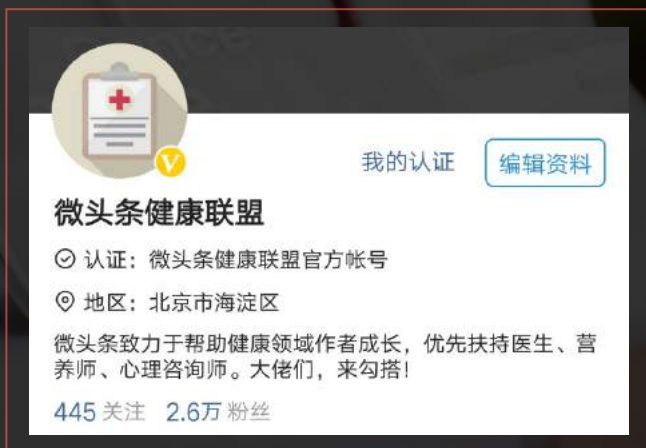 我的认证
编辑资料
微头条健康联盟
认证：微头条健康联盟官方帐号
地区：北京市海淀区
微头条致力于帮助健康领域作者成长，优先扶持医生、营
养师、心理咨询师。大佬们，来勾搭！
445 关注 2.6万 粉丝